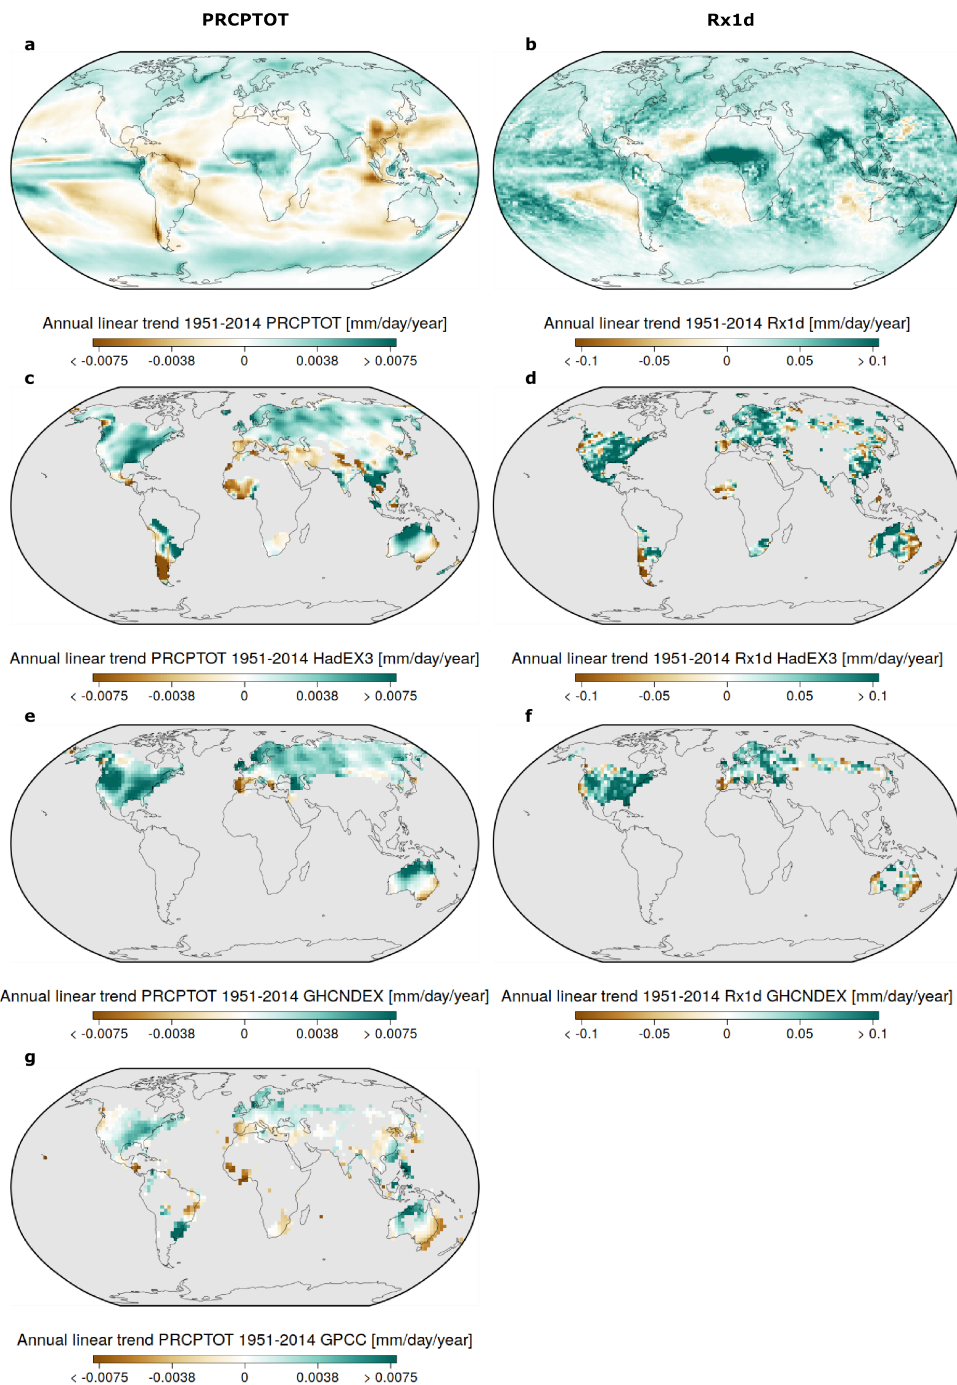 PRCPTOT
Rx1d
a
b
Annual linear trend 1951-2014 PRCPTOT [mm/day/year]
< -0.0075 -0.0038 0 0.0038 > 0.0075
Annual linear trend 1951-2014 Rx1d [mm/day/year]
< -0.1 -0.05 0 0.05 > 0.1
c
d
Annual linear trend PRCPTOT 1951-2014 HadEX3 [mm/day/year]
< -0.0075 -0.0038 0 0.0038 > 0.0075
Annual linear trend 1951-2014 Rx1d HadEX3 [mm/day/year]
< -0.1 -0.05 0 0.05 > 0.1
e
f
Annual linear trend PRCPTOT 1951-2014 GHCNDEX [mm/day/year]
< -0.0075 -0.0038 0 0.0038 > 0.0075
Annual linear trend 1951-2014 Rx1d GHCNDEX [mm/day/year]
< -0.1 -0.05 0 0.05 > 0.1
g
Annual linear trend PRCPTOT 1951-2014 GPCC [mm/day/year]
< -0.0075 -0.0038 0 0.0038 > 0.0075